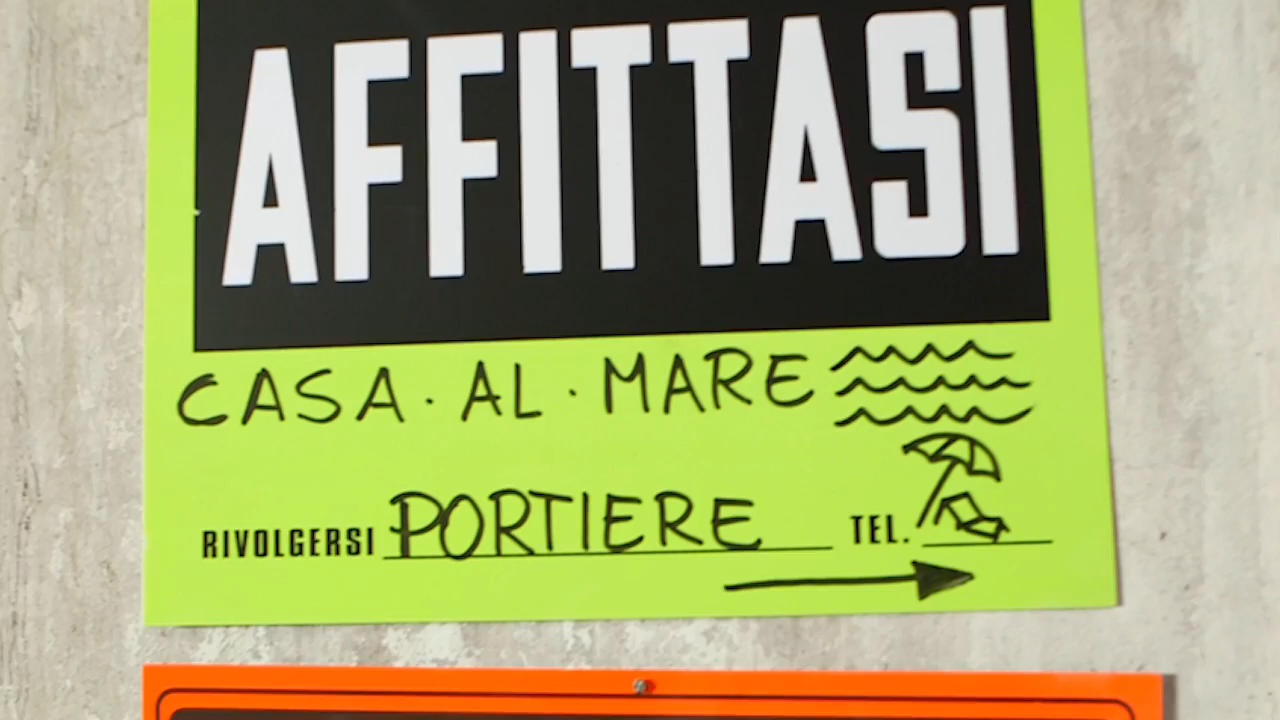 AFFITTASI
CASA · AL · MARE
RIVOLGERSI PORTIERE TEL.